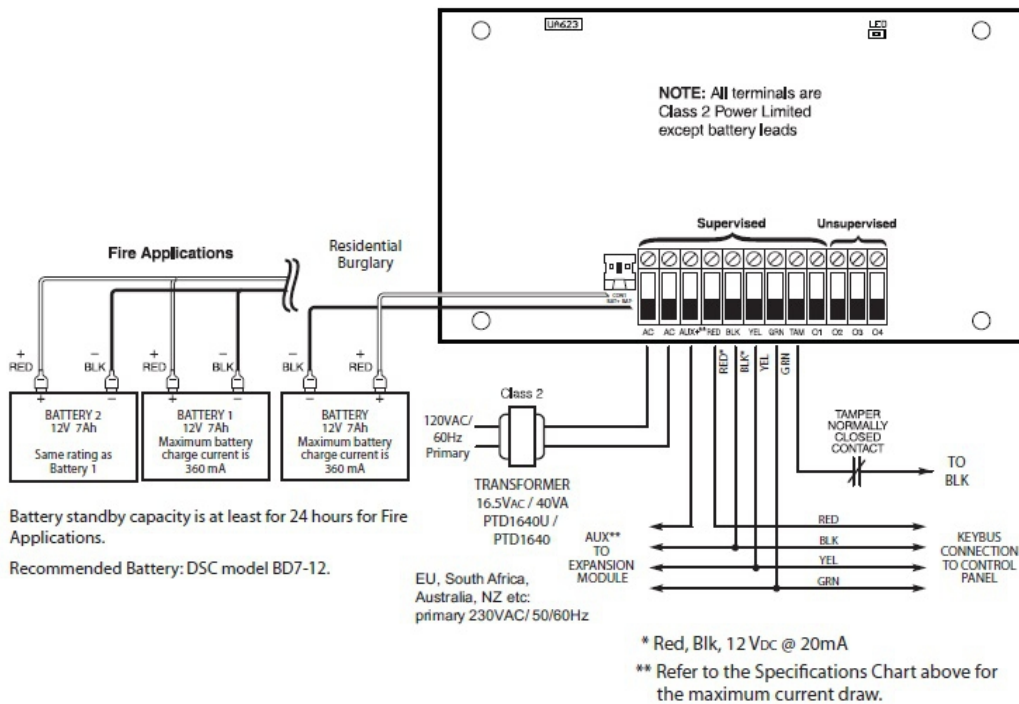 UA623
LED
NOTE: All terminals are
Class 2 Power Limited
except battery leads
Supervised
Unsupervised
Fire Applications
Residential
Burglary
CON1
BAT+ BAT-
AC AC AUX+** RED BLK YEL GRN TAM O1 O2 O3 O4
RED*
BLK*
YEL
GRN
+ − + − − +
RED BLK RED BLK BLK RED
+ − + − − +
BATTERY 2
12V 7Ah
Same rating as
Battery 1
BATTERY 1
12V 7Ah
Maximum battery
charge current is
360 mA
BATTERY
12V 7Ah
Maximum battery
charge current is
360 mA
Class 2
120VAC/
60Hz
Primary
TRANSFORMER
16.5VAC / 40VA
PTD1640U /
PTD1640
TAMPER
NORMALLY
CLOSED
CONTACT
TO
BLK
Battery standby capacity is at least for 24 hours for Fire
Applications.
Recommended Battery: DSC model BD7-12.
AUX**
TO
EXPANSION
MODULE
RED
BLK
YEL
GRN
KEYBUS
CONNECTION
TO CONTROL
PANEL
EU, South Africa,
Australia, NZ etc:
primary 230VAC/ 50/60Hz
* Red, Blk, 12 VDC @ 20mA
** Refer to the Specifications Chart above for
the maximum current draw.